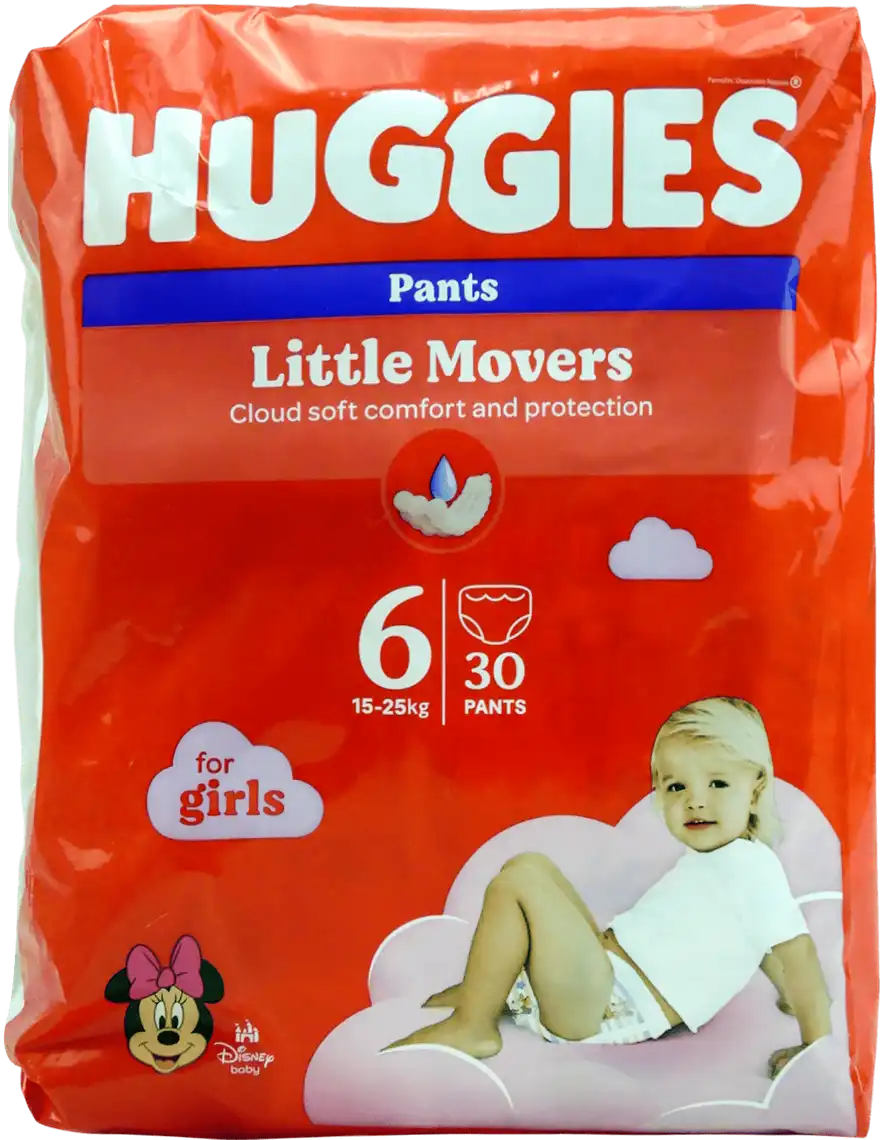 HUGGIES®
Pants
Little Movers
Cloud soft comfort and protection
6
15-25kg
30
PANTS
for
girls
Disney
baby